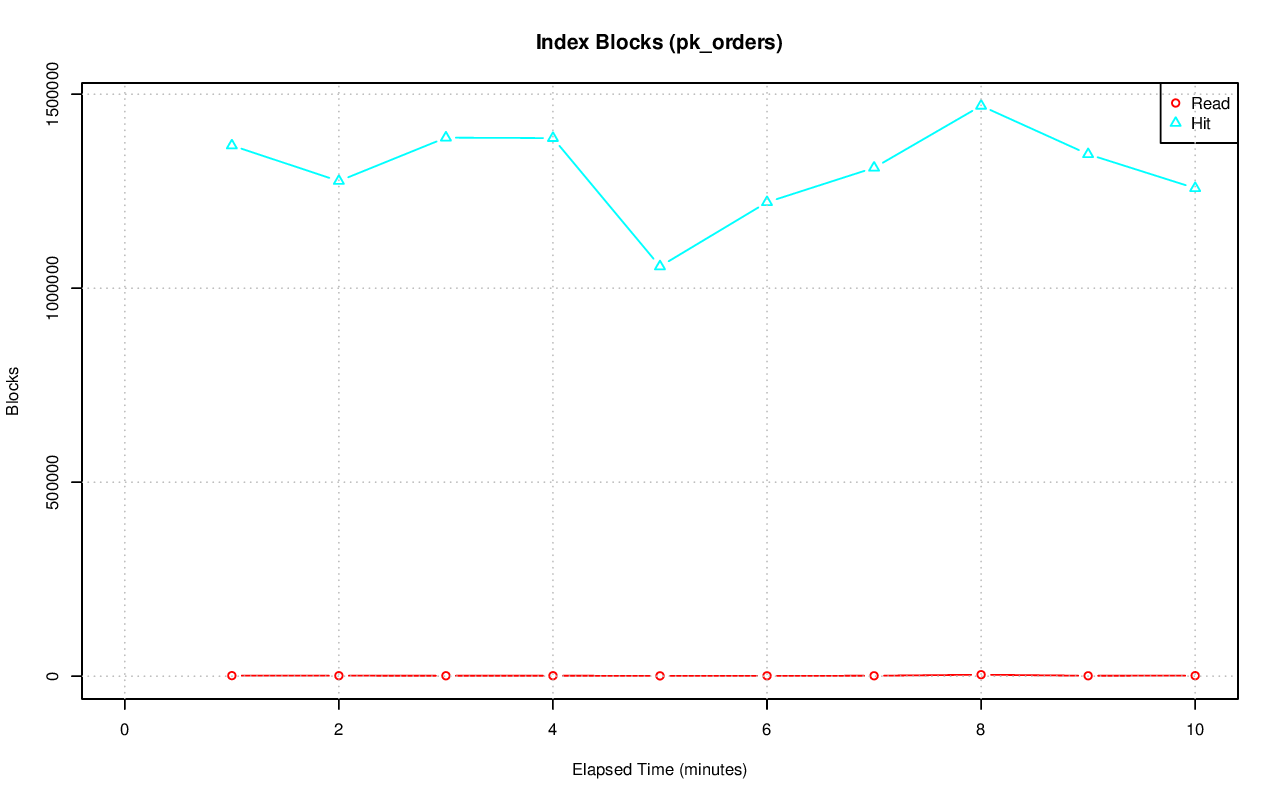 Index Blocks (pk_orders)
Read
Hit
1500000
1000000
500000
0
Blocks
0 2 4 6 8 10
Elapsed Time (minutes)